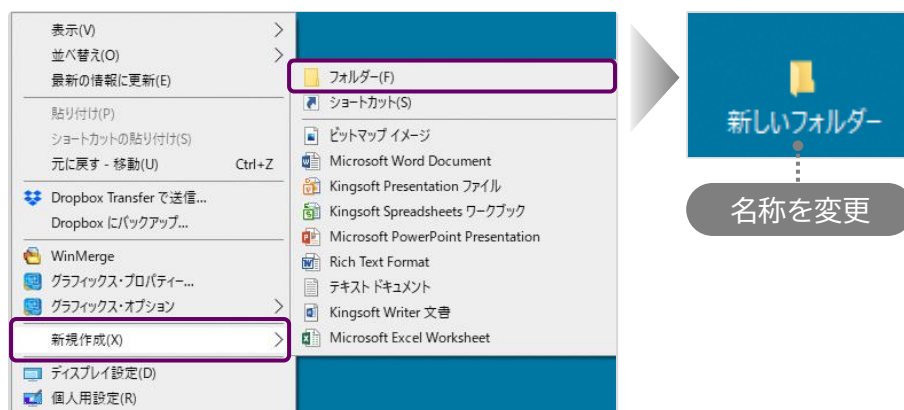 表示(V)
並べ替え(O)
最新の情報に更新(E)
貼り付け(P)
ショートカットの貼り付け(S)
元に戻す - 移動(U) Ctrl+Z
Dropbox Transfer で送信...
Dropbox にバックアップ...
WinMerge
グラフィックス・プロパティー...
グラフィックス・オプション
新規作成(X)
ディスプレイ設定(D)
個人用設定(R)
フォルダー(F)
ショートカット(S)
ビットマップ イメージ
Microsoft Word Document
Kingsoft Presentation ファイル
Kingsoft Spreadsheets ワークブック
Microsoft PowerPoint Presentation
Rich Text Format
テキスト ドキュメント
Kingsoft Writer 文書
Microsoft Excel Worksheet
新しいフォルダー
名称を変更